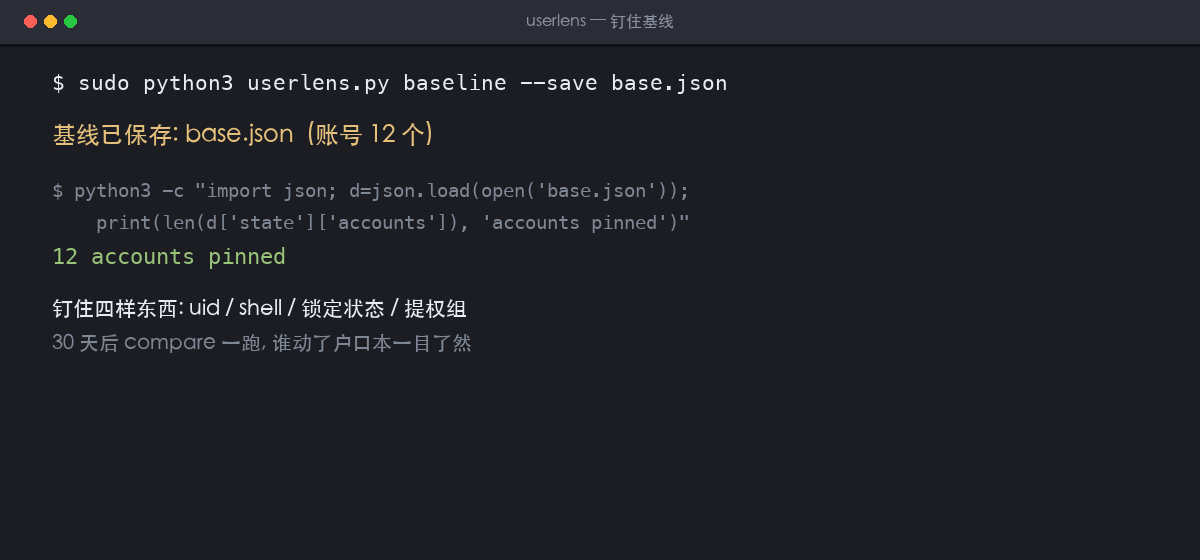 userlens — 钉住基线
$ sudo python3 userlens.py baseline --save base.json
基线已保存: base.json（账号 12 个）
$ python3 -c "import json; d=json.load(open('base.json'));
print(len(d['state']['accounts']), 'accounts pinned')"
12 accounts pinned
钉住四样东西: uid / shell / 锁定状态 / 提权组
30 天后 compare 一跑, 谁动了户口本一目了然